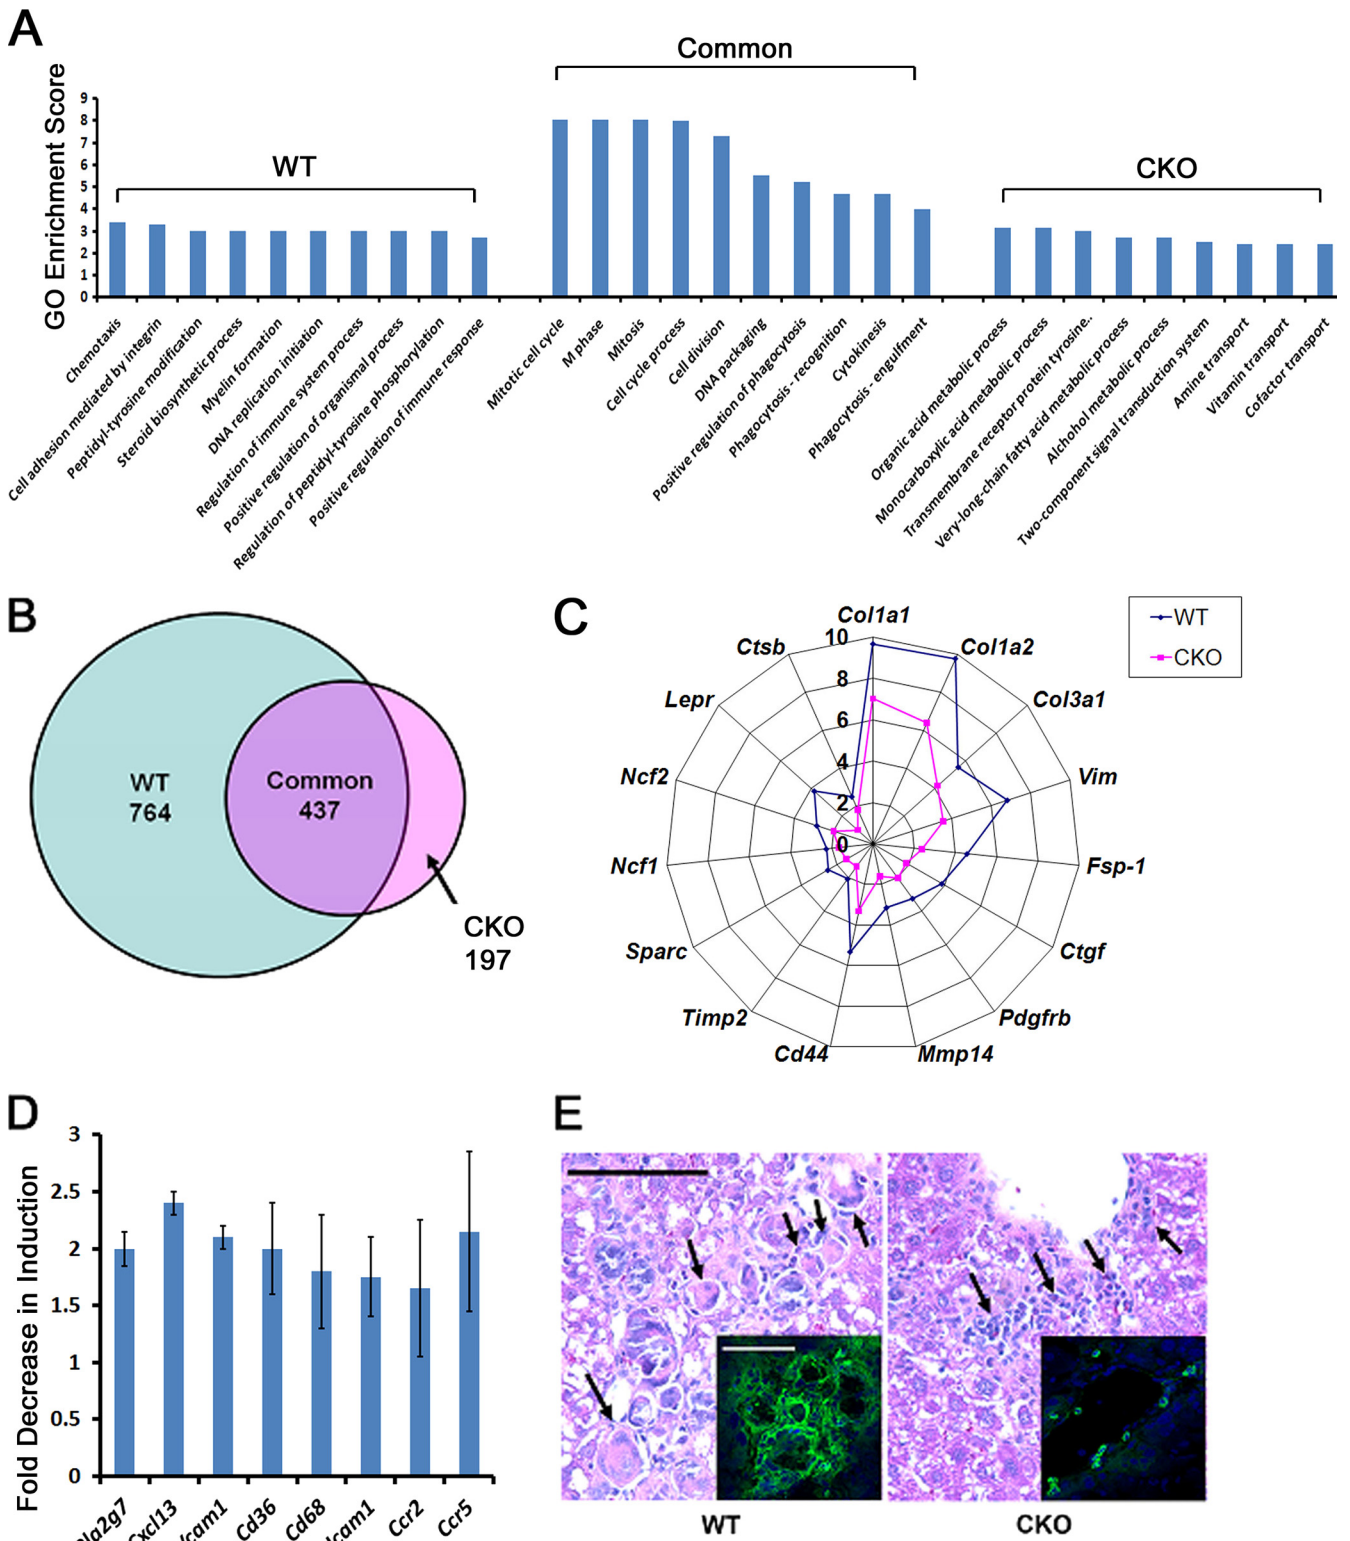 A
Common
GO Enrichment Score
9
8
7
6
5
4
3
2
1
0
WT
CKO
Chemotaxis
Cell adhesion mediated by integrin
Peptidyl-tyrosine modification
Steroid biosynthetic process
Myelin formation
DNA replication initiation
Regulation of immune system process
Positive regulation of organismal process
Regulation of peptidyl-tyrosine phosphorylation
Positive regulation of immune response
Mitotic cell cycle
M phase
Mitosis
Cell cycle process
Cell division
DNA packaging
Positive regulation of phagocytosis
Phagocytosis - recognition
Cytokinesis
Phagocytosis - engulfment
Organic acid metabolic process
Monocarboxylic acid metabolic process
Transmembrane receptor protein tyrosine..
Very-long-chain fatty acid metabolic process
Alchohol metabolic process
Two-component signal transduction system
Amine transport
Vitamin transport
Cofactor transport
B
WT
764
Common
437
CKO
197
C
WT
CKO
Col1a1
Col1a2
Col3a1
Vim
Fsp-1
Ctgf
Pdgfrb
Mmp14
Cd44
Timp2
Sparc
Ncf1
Ncf2
Lepr
Ctsb
10
8
6
4
2
0
D
Fold Decrease in Induction
3
2.5
2
1.5
1
0.5
0
Pla2g7
Cxcl13
Cd36
Cd68
Ccr2
Ccr5
E
WT
CKO